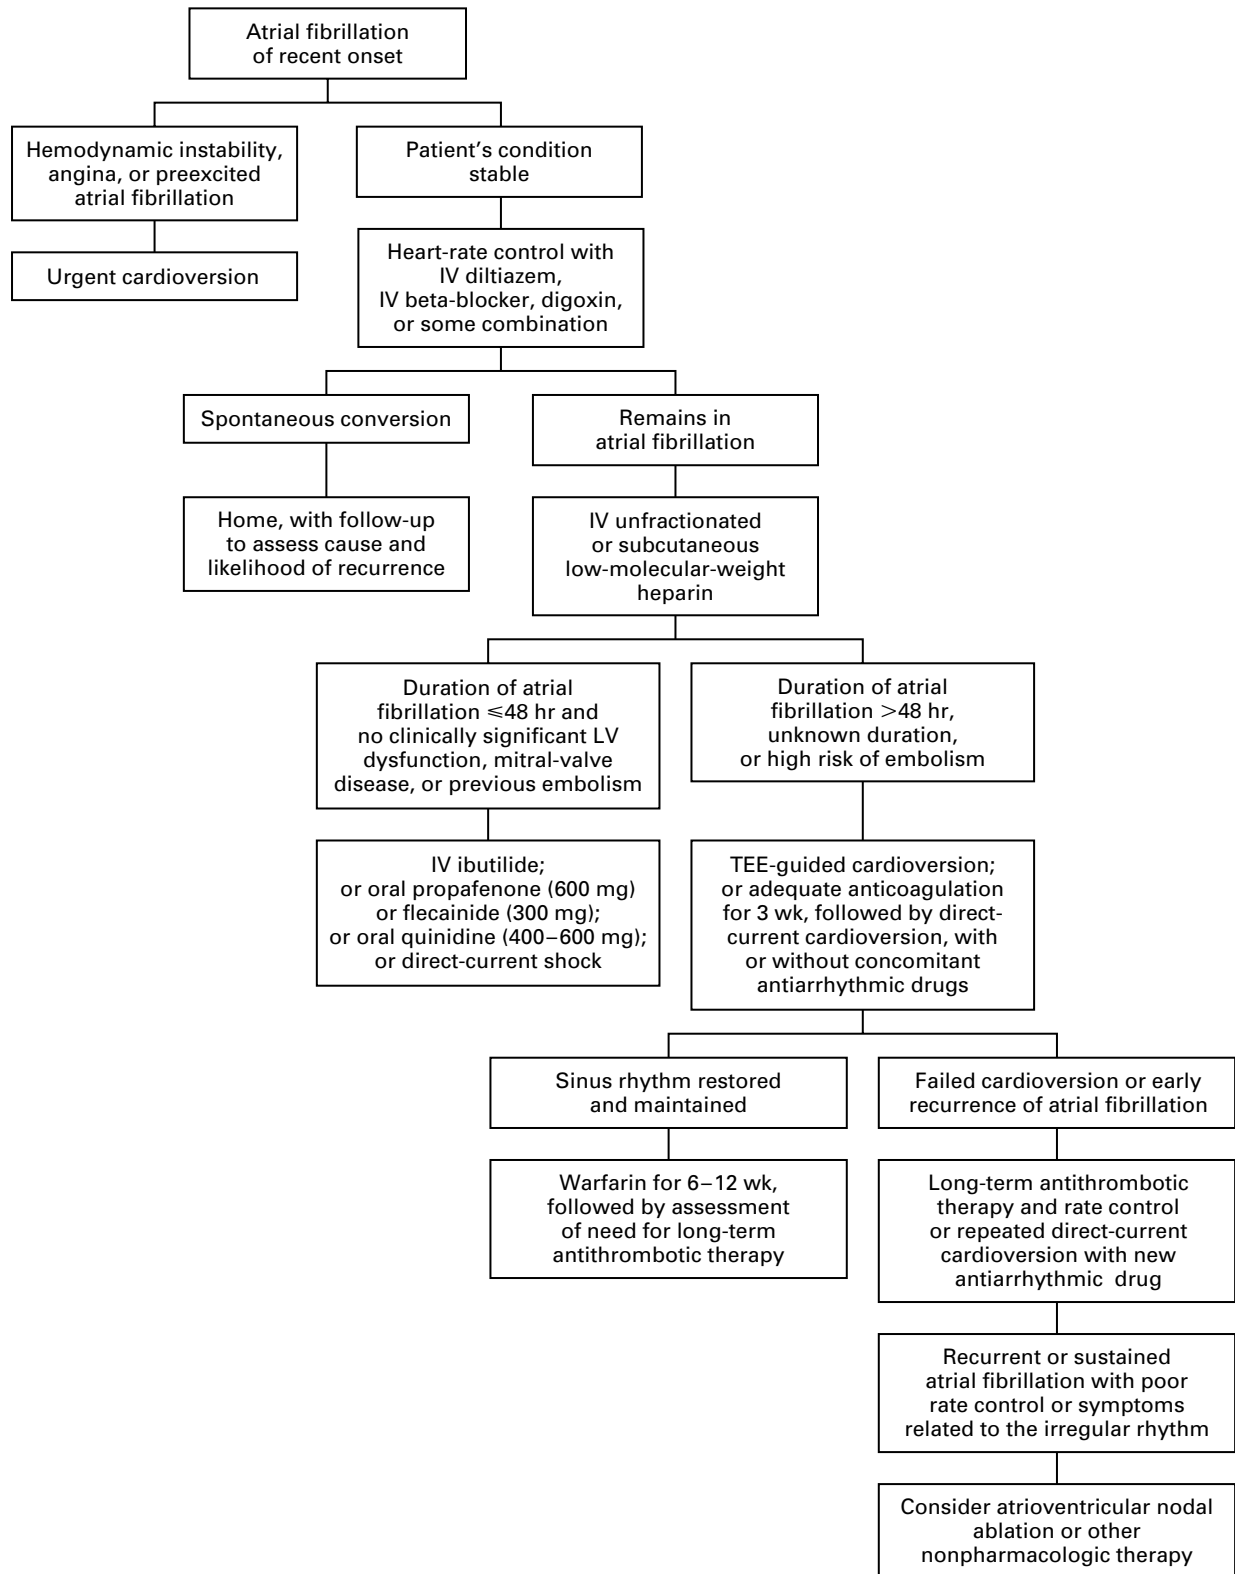 Atrial fibrillation
of recent onset
Hemodynamic instability,
angina, or preexcited
atrial fibrillation
Patient’s condition
stable
Urgent cardioversion
Heart-rate control with
IV diltiazem,
IV beta-blocker, digoxin,
or some combination
Spontaneous conversion
Remains in
atrial fibrillation
Home, with follow-up
to assess cause and
likelihood of recurrence
IV unfractionated
or subcutaneous
low-molecular-weight
heparin
Duration of atrial
fibrillation ⩽48 hr and
no clinically significant LV
dysfunction, mitral-valve
disease, or previous embolism
Duration of atrial
fibrillation >48 hr,
unknown duration,
or high risk of embolism
IV ibutilide;
or oral propafenone (600 mg)
or flecainide (300 mg);
or oral quinidine (400–600 mg);
or direct-current shock
TEE-guided cardioversion;
or adequate anticoagulation
for 3 wk, followed by direct-
current cardioversion, with
or without concomitant
antiarrhythmic drugs
Sinus rhythm restored
and maintained
Failed cardioversion or early
recurrence of atrial fibrillation
Warfarin for 6–12 wk,
followed by assessment
of need for long-term
antithrombotic therapy
Long-term antithrombotic
therapy and rate control
or repeated direct-current
cardioversion with new
antiarrhythmic drug
Recurrent or sustained
atrial fibrillation with poor
rate control or symptoms
related to the irregular rhythm
Consider atrioventricular nodal
ablation or other
nonpharmacologic therapy